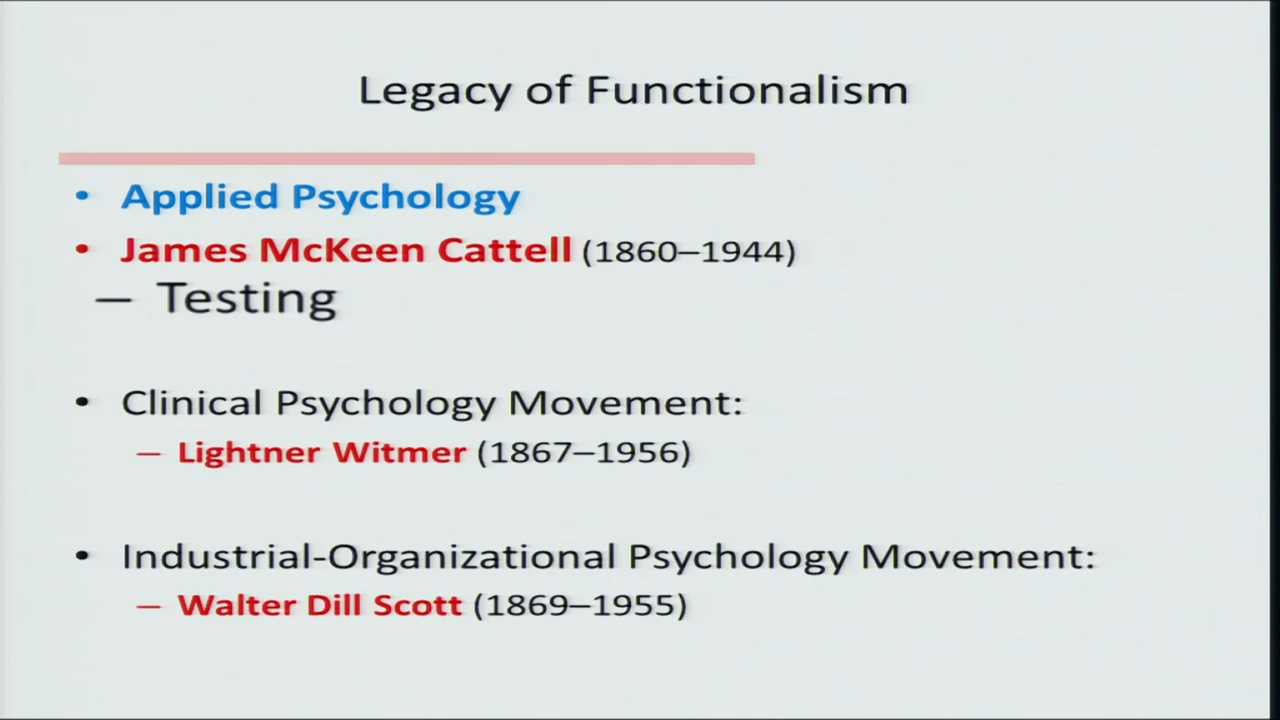 Legacy of Functionalism
• Applied Psychology
• James McKeen Cattell (1860–1944)
– Testing
• Clinical Psychology Movement:
– Lightner Witmer (1867–1956)
• Industrial-Organizational Psychology Movement:
– Walter Dill Scott (1869–1955)